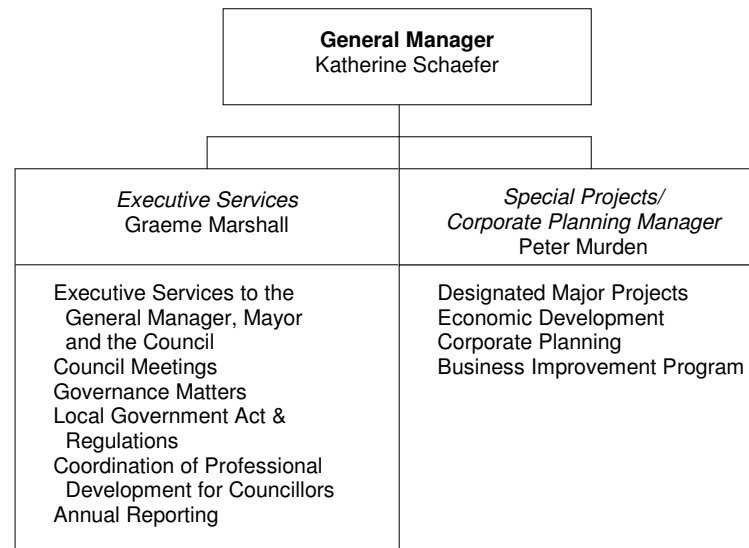 General Manager
Katherine Schaefer
Executive Services
Graeme Marshall
Special Projects/
Corporate Planning Manager
Peter Murden
Executive Services to the
General Manager, Mayor
and the Council
Council Meetings
Governance Matters
Local Government Act &
Regulations
Coordination of Professional
Development for Councillors
Annual Reporting
Designated Major Projects
Economic Development
Corporate Planning
Business Improvement Program